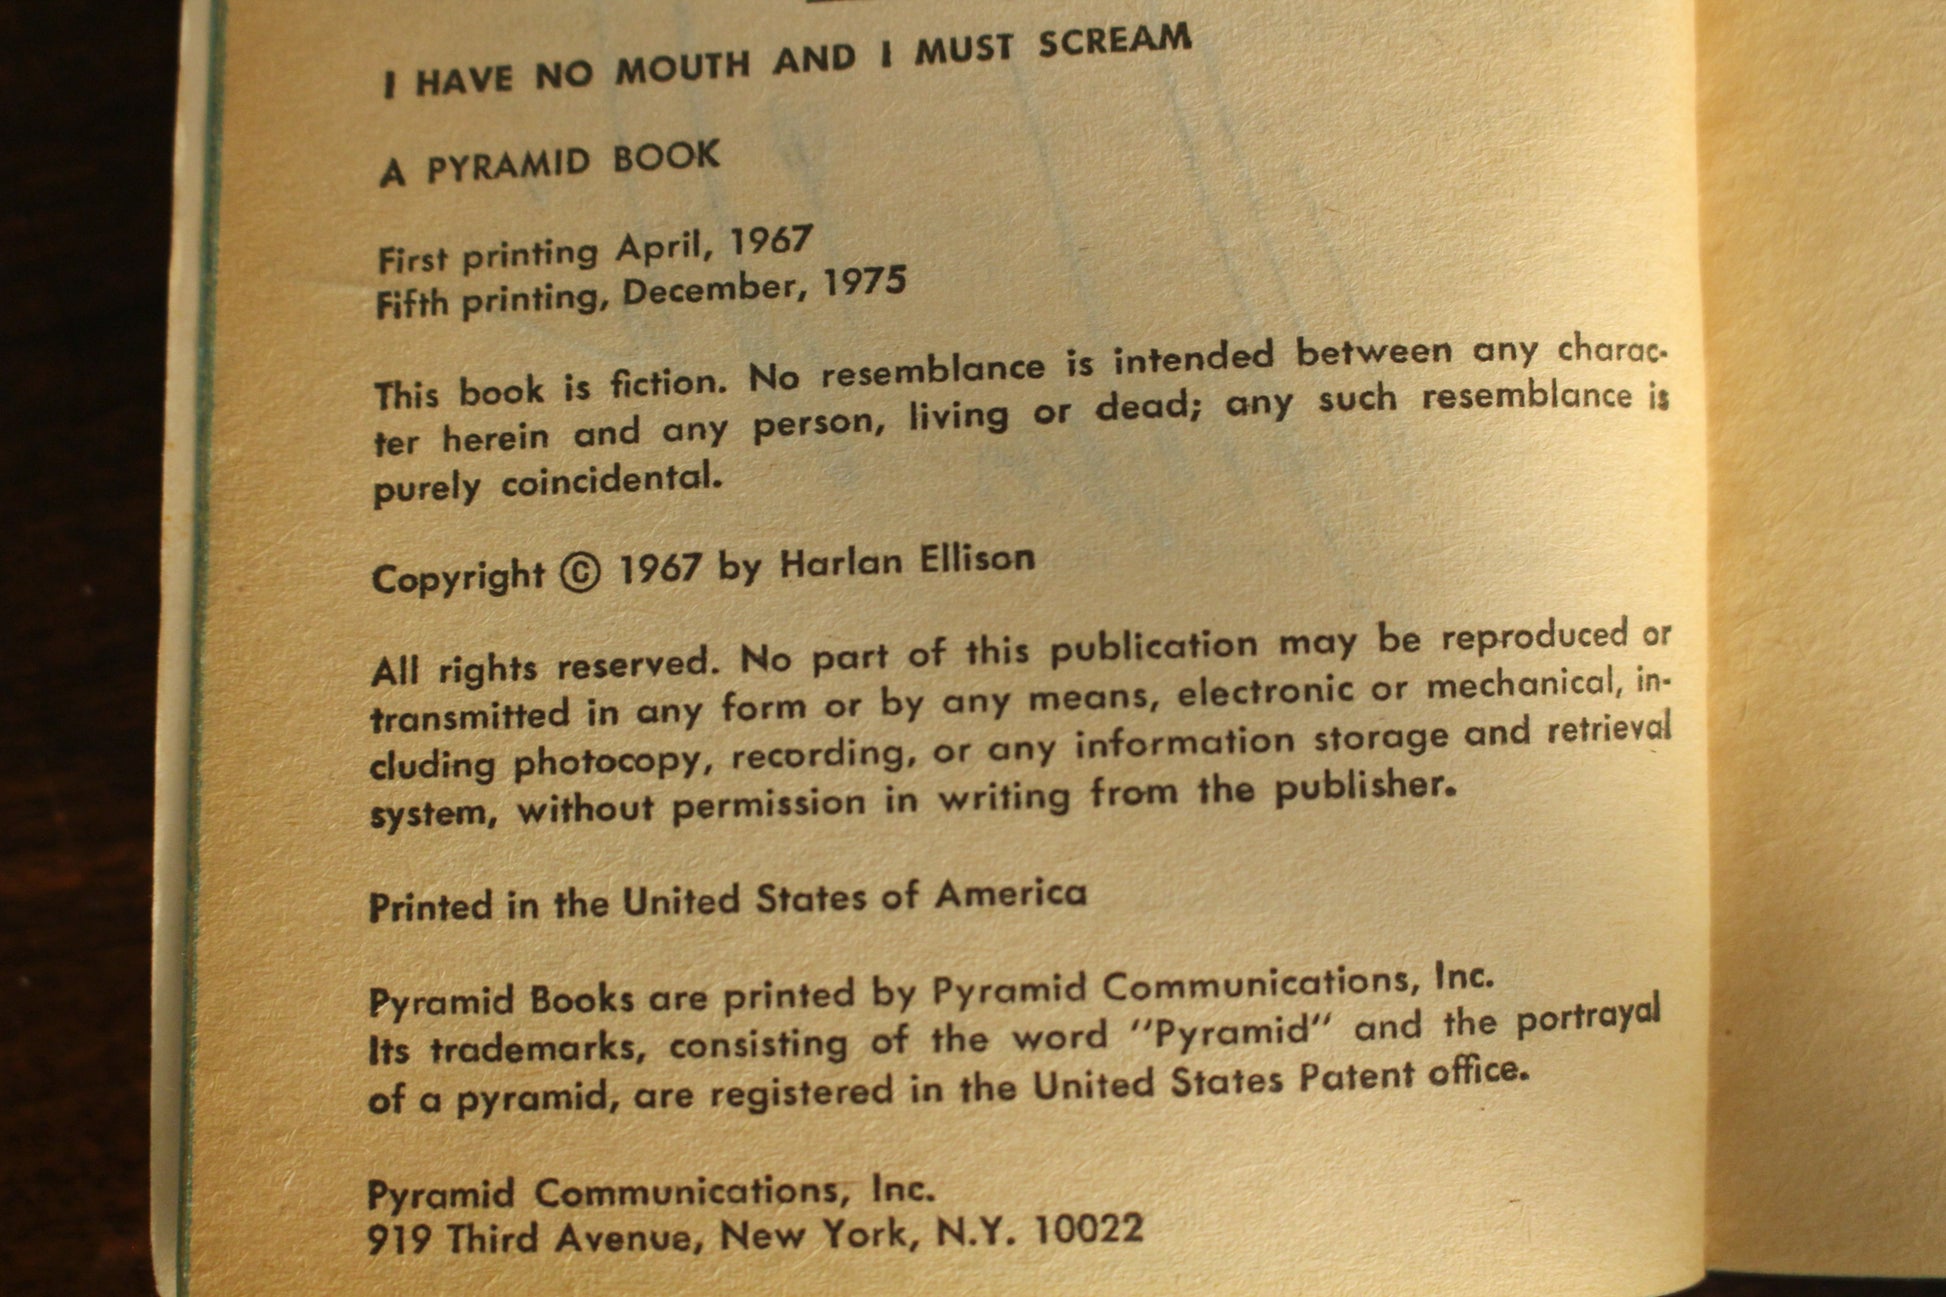 I HAVE NO MOUTH AND I MUST SCREAM
A PYRAMID BOOK
First printing April, 1967
Fifth printing, December, 1975
This book is fiction. No resemblance is intended between any charac-
ter herein and any person, living or dead; any such resemblance is
purely coincidental.
Copyright © 1967 by Harlan Ellison
All rights reserved. No part of this publication may be reproduced or
transmitted in any form or by any means, electronic or mechanical, in-
cluding photocopy, recording, or any information storage and retrieval
system, without permission in writing from the publisher.
Printed in the United States of America
Pyramid Books are printed by Pyramid Communications, Inc.
Its trademarks, consisting of the word "Pyramid" and the portrayal
of a pyramid, are registered in the United States Patent office.
Pyramid Communications, Inc.
919 Third Avenue, New York, N.Y. 10022